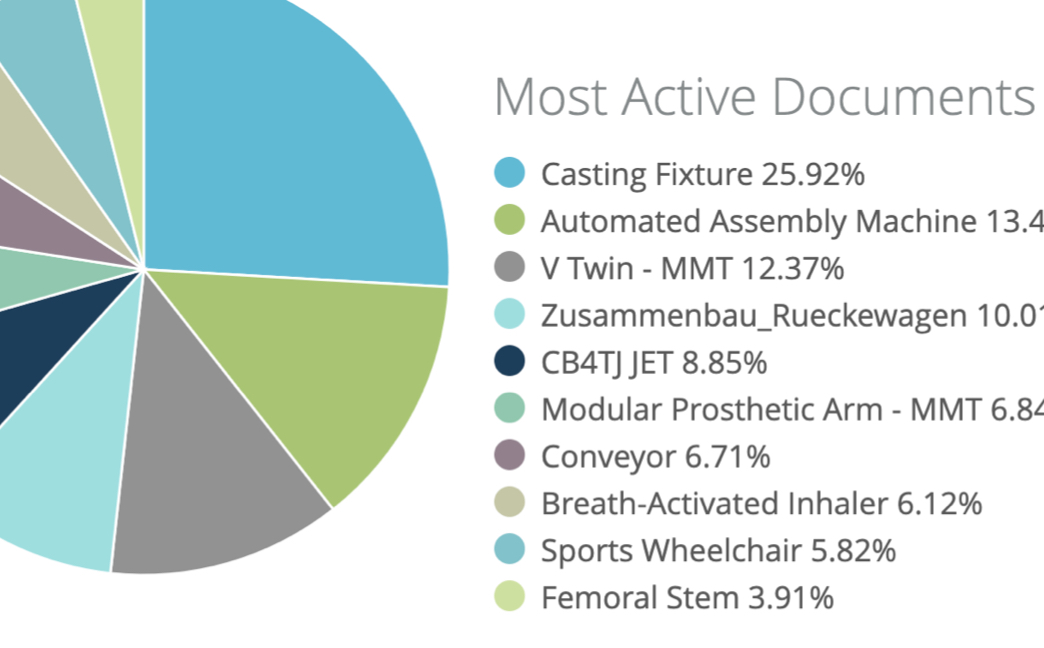 Most Active Documents
Casting Fixture 25.92%
Automated Assembly Machine 13.4
V Twin - MMT 12.37%
Zusammenbau_Rueckewagen 10.01
CB4TJ JET 8.85%
Modular Prosthetic Arm - MMT 6.84
Conveyor 6.71%
Breath-Activated Inhaler 6.12%
Sports Wheelchair 5.82%
Femoral Stem 3.91%